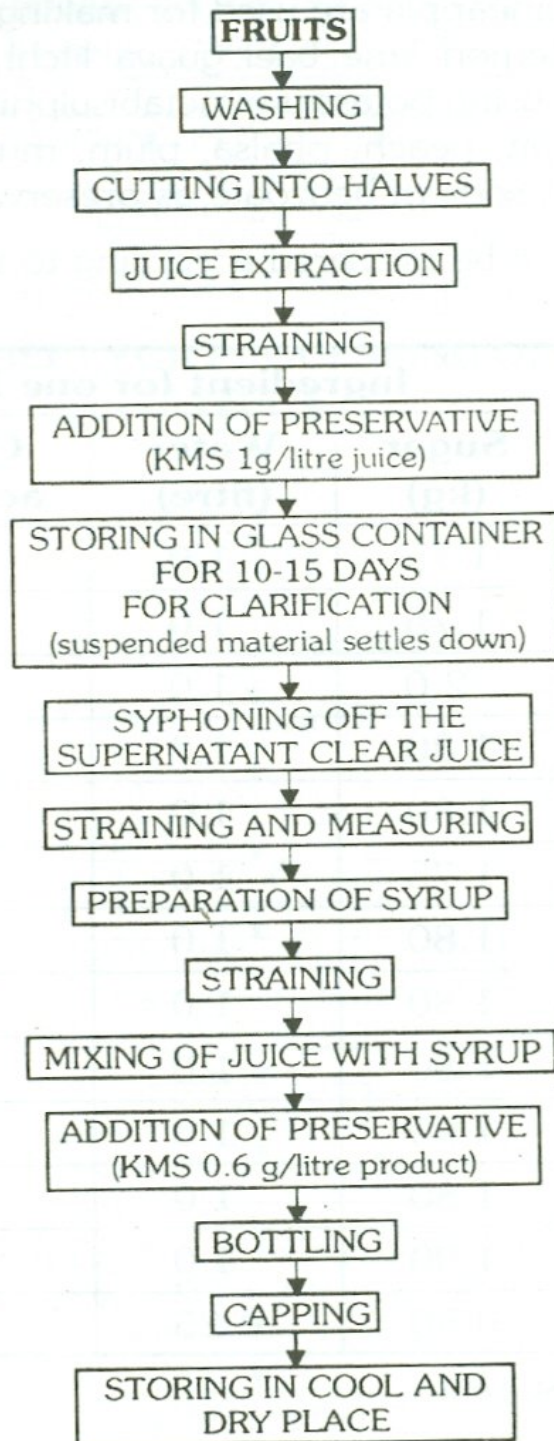 FRUITS
WASHING
CUTTING INTO HALVES
JUICE EXTRACTION
STRAINING
ADDITION OF PRESERVATIVE
(KMS 1g/litre juice)
STORING IN GLASS CONTAINER
FOR 10-15 DAYS
FOR CLARIFICATION
(suspended material settles down)
SYPHONING OFF THE
SUPERNATANT CLEAR JUICE
STRAINING AND MEASURING
PREPARATION OF SYRUP
STRAINING
MIXING OF JUICE WITH SYRUP
ADDITION OF PRESERVATIVE
(KMS 0.6 g/litre product)
BOTTLING
CAPPING
STORING IN COOL AND
DRY PLACE